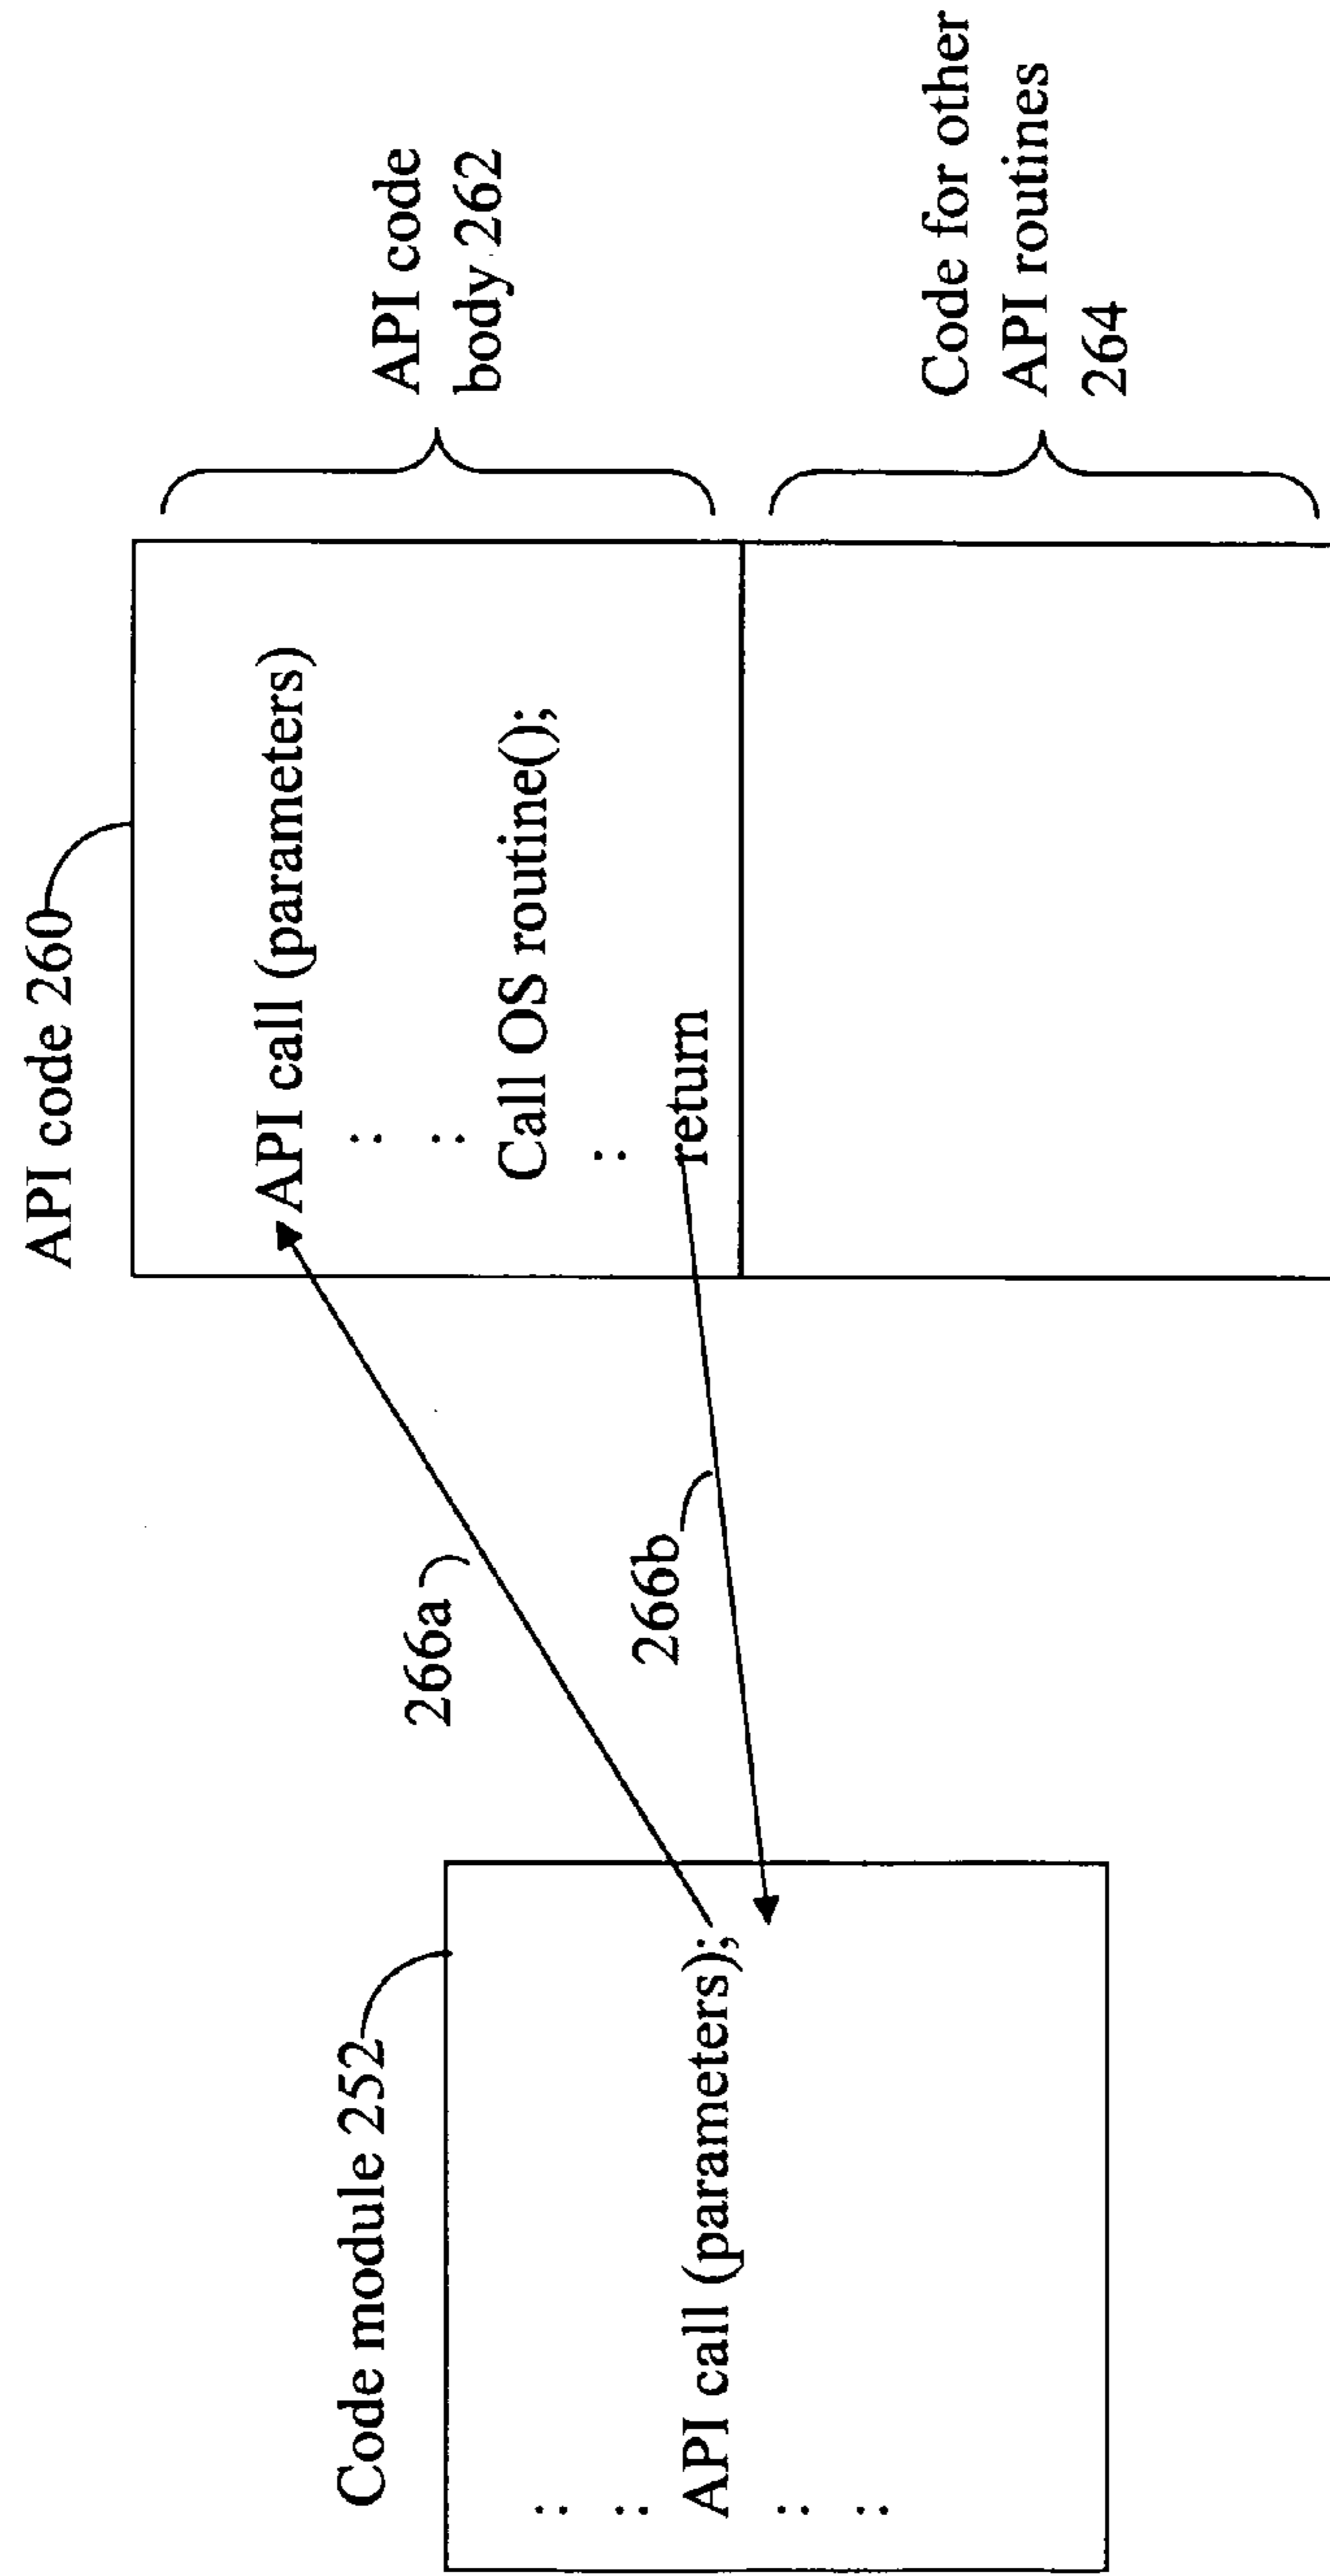 Code module 252
:
:
API call (parameters);
:
:
266a
266b
API code 260
API call (parameters)
:
:
Call OS routine();
:
return
API code
body 262
Code for other
API routines
264